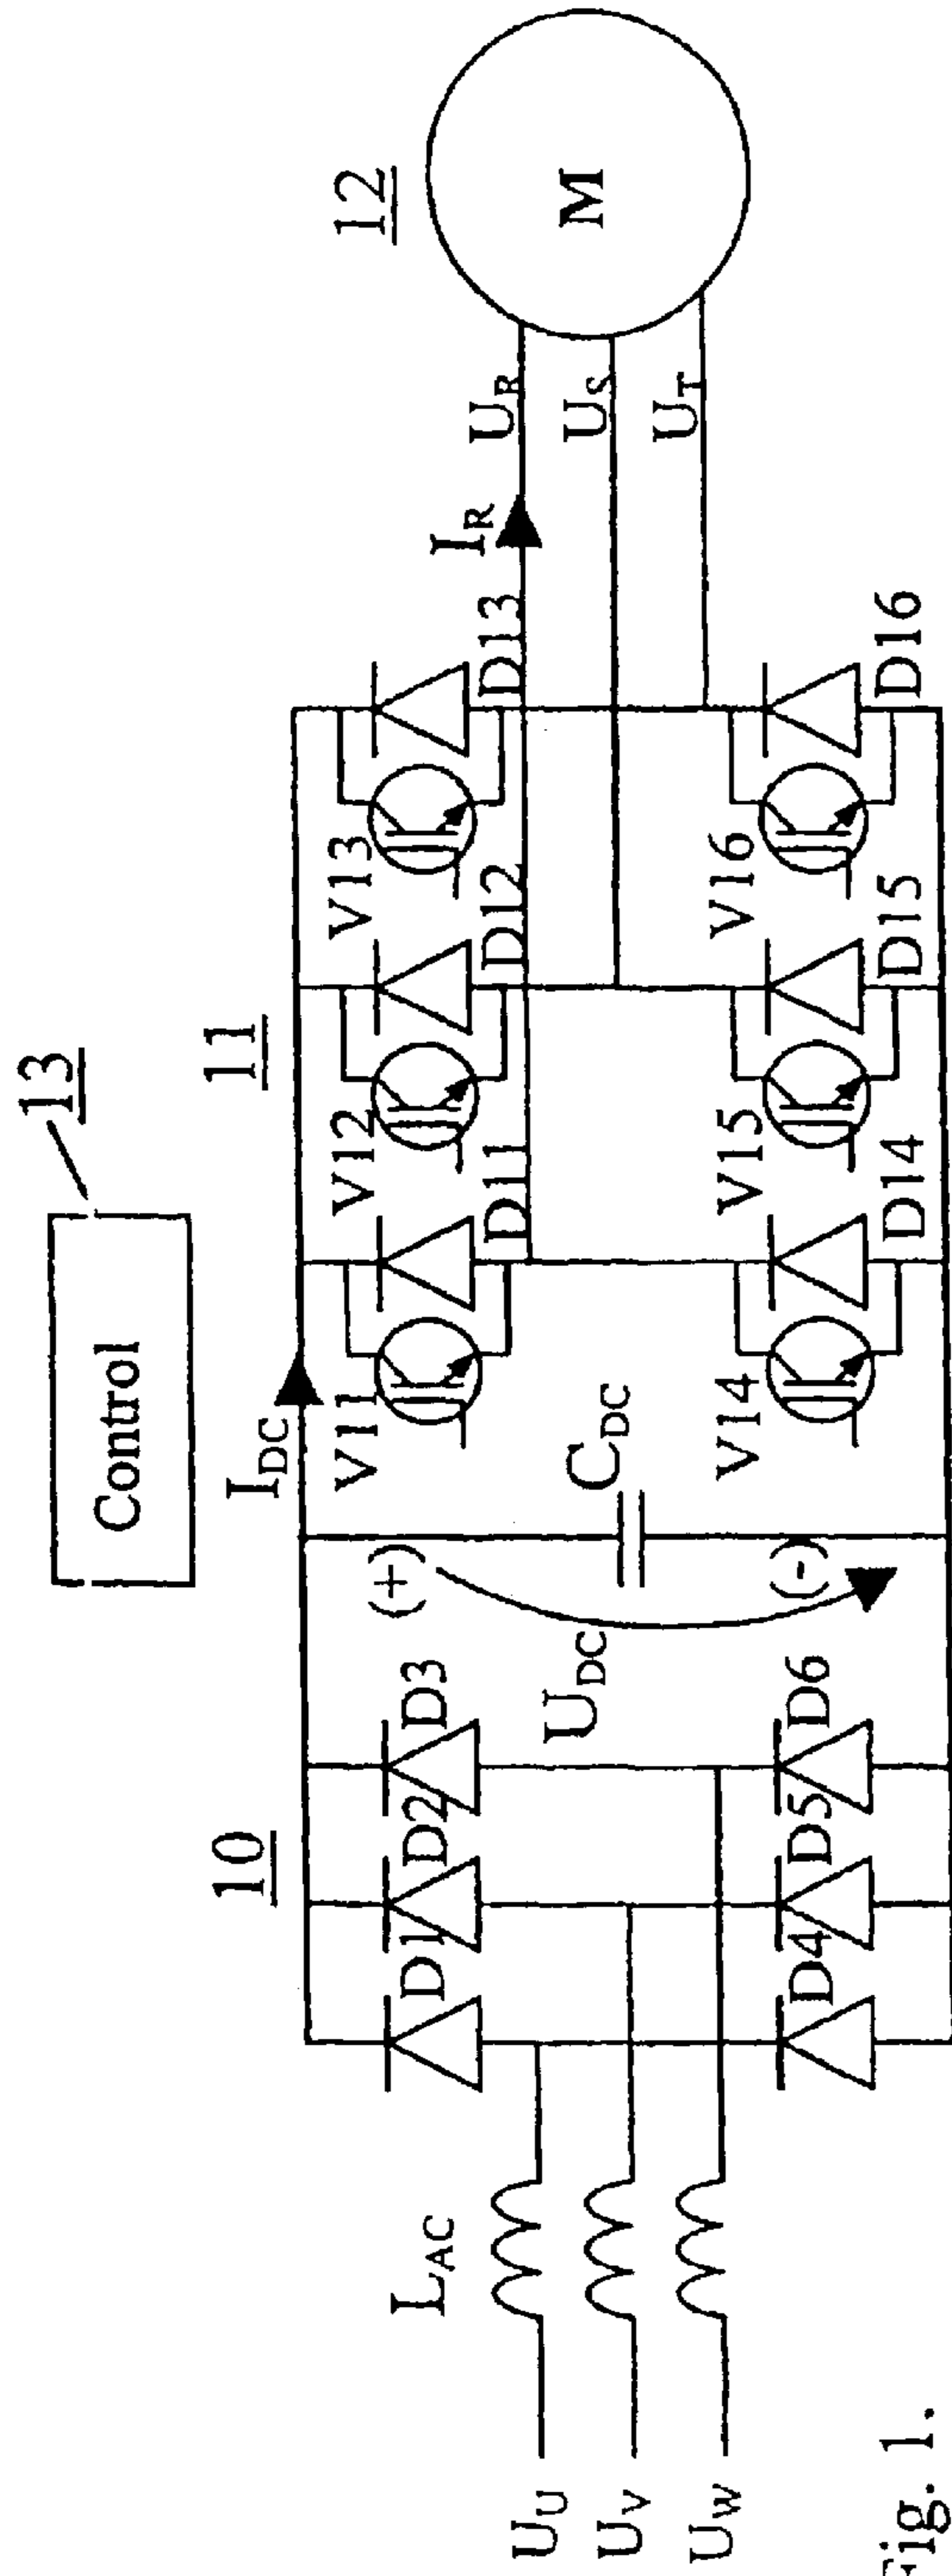 13
Control
10
11
12
I_DC
D1
D2
D3
V11
D11
V12
D12
V13
D13
I_R
U_R
U_S
U_T
M
L_AC
U_U
U_V
U_W
(+)
U_DC
(-)
C_DC
D4
D5
D6
V14
D14
V15
D15
V16
D16
Fig. 1.